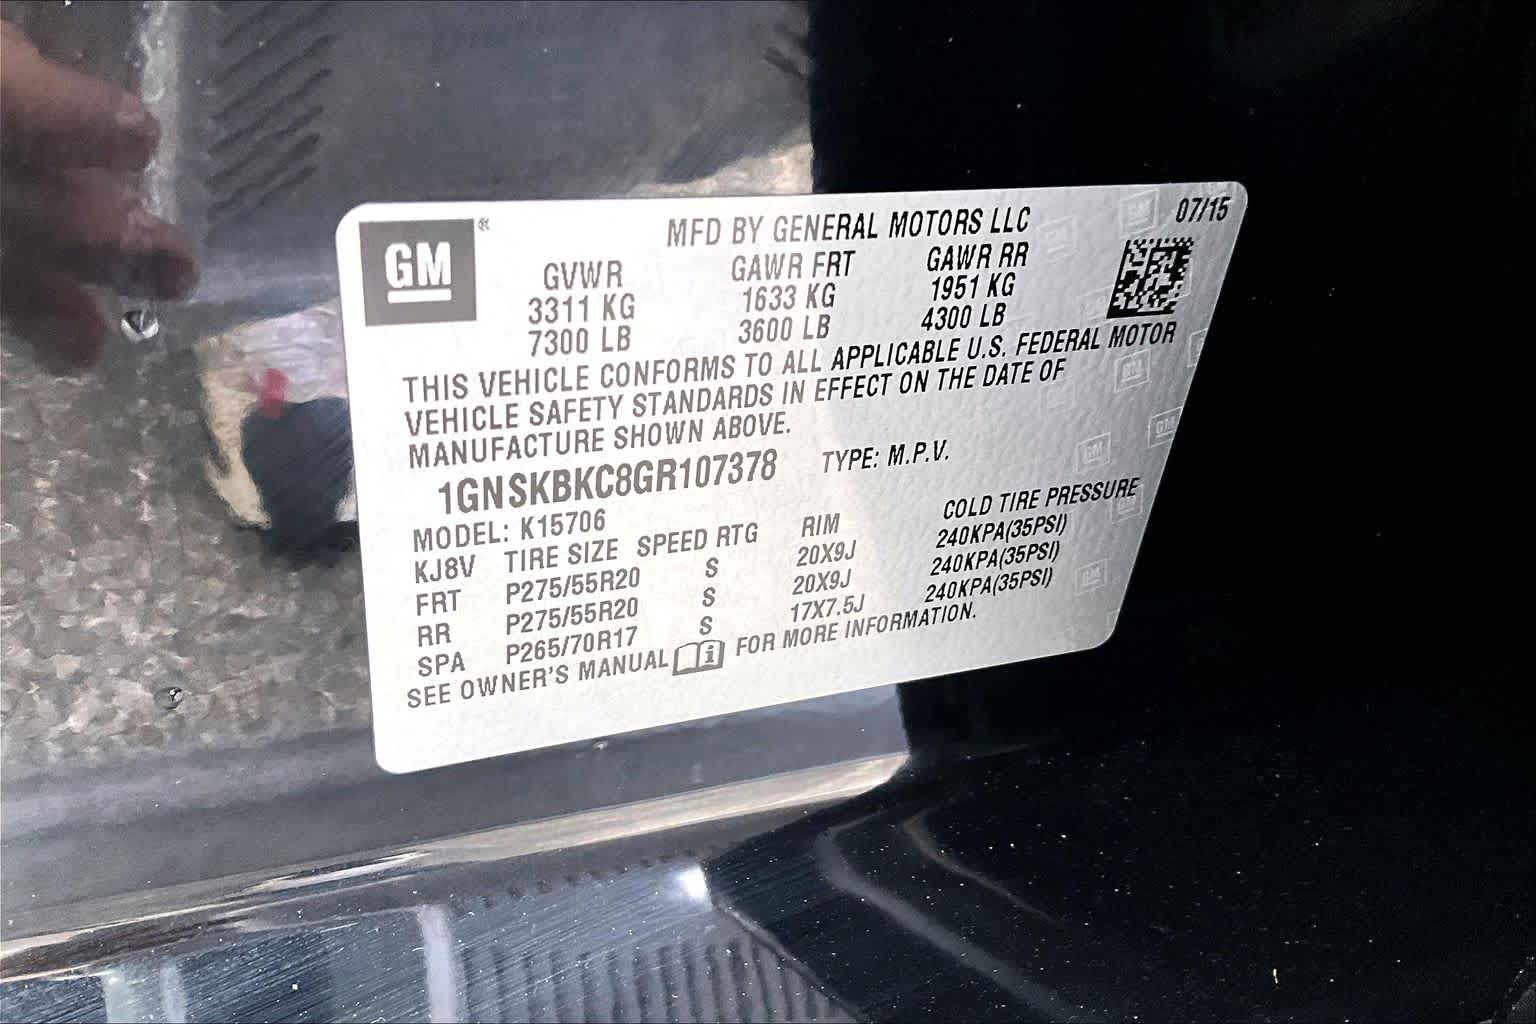 GM®
MFD BY GENERAL MOTORS LLC 07/15
GVWR GAWR FRT GAWR RR
3311 KG 1633 KG 1951 KG
7300 LB 3600 LB 4300 LB
THIS VEHICLE CONFORMS TO ALL APPLICABLE U.S. FEDERAL MOTOR
VEHICLE SAFETY STANDARDS IN EFFECT ON THE DATE OF
MANUFACTURE SHOWN ABOVE.
1GNSKBKC8GR107378 TYPE: M.P.V.
MODEL: K15706
KJ8V TIRE SIZE SPEED RTG RIM COLD TIRE PRESSURE
FRT P275/55R20 S 20X9J 240KPA(35PSI)
RR P275/55R20 S 20X9J 240KPA(35PSI)
SPA P265/70R17 S 17X7.5J 240KPA(35PSI)
SEE OWNER'S MANUAL FOR MORE INFORMATION.